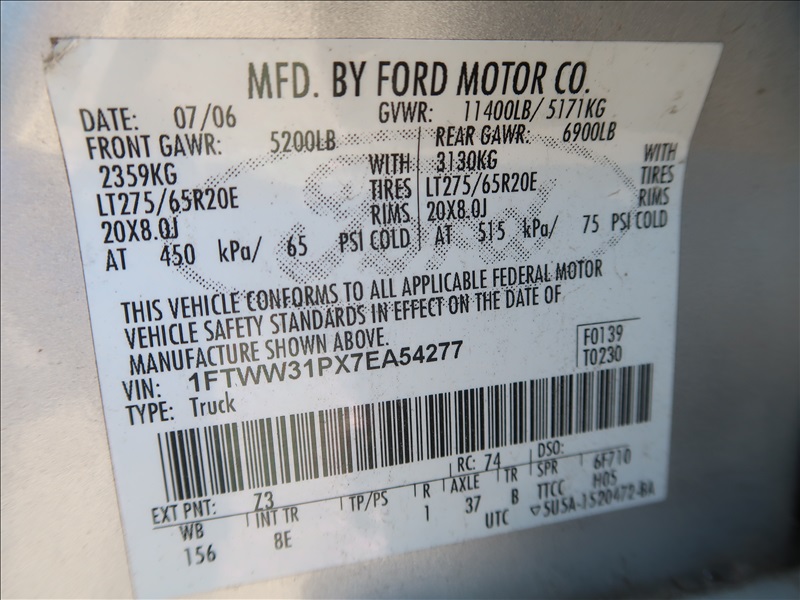 MFD. BY FORD MOTOR CO.
DATE: 07/06 GVWR: 11400LB/ 5171KG
FRONT GAWR: 5200LB REAR GAWR: 6900LB
2359KG WITH 3130KG WITH
LT275/65R20E TIRES LT275/65R20E TIRES
20X8.0J RIMS 20X8.0J RIMS
AT 450 kPa/ 65 PSI COLD AT 515 kPa/ 75 PSI COLD
THIS VEHICLE CONFORMS TO ALL APPLICABLE FEDERAL MOTOR
VEHICLE SAFETY STANDARDS IN EFFECT ON THE DATE OF
MANUFACTURE SHOWN ABOVE.
VIN: 1FTWW31PX7EA54277 F0139
TYPE: Truck T0230
EXT PNT: Z3 RC: 74 DSO:
WB INT TR TP/PS R AXLE TR SPR 6F710
156 8E 1 37 B TTCC H05
UTC ▽5U5A-1520472-BA